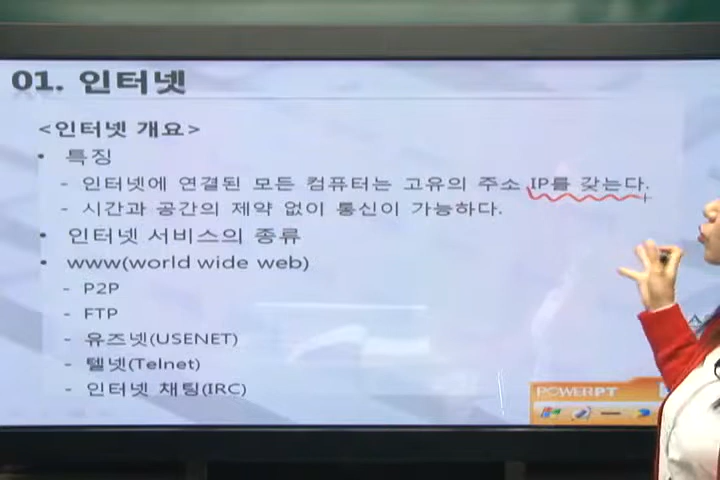 01. 인터넷
<인터넷 개요>
• 특징
- 인터넷에 연결된 모든 컴퓨터는 고유의 주소 IP를 갖는다.
- 시간과 공간의 제약 없이 통신이 가능하다.
• 인터넷 서비스의 종류
• www(world wide web)
- P2P
- FTP
- 유즈넷(USENET)
- 텔넷(Telnet)
- 인터넷 채팅(IRC)
POWERPT